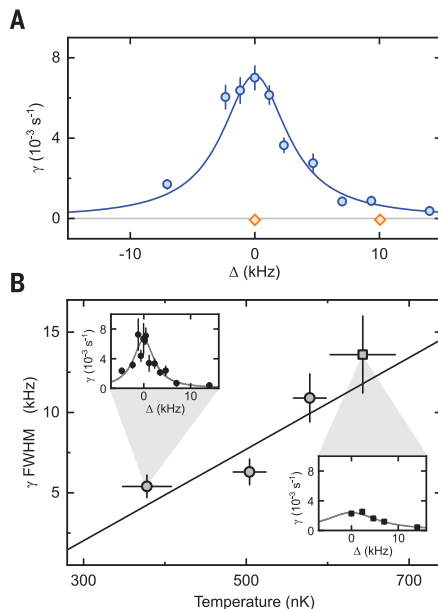 A
γ (10⁻³ s⁻¹)
8
4
0
-10
0
10
Δ (kHz)
B
γ FWHM (kHz)
15
10
5
300
500
700
Temperature (nK)
γ (10⁻³ s⁻¹)
8
4
0
0
10
Δ (kHz)
γ (10⁻³ s⁻¹)
8
4
0
0
10
Δ (kHz)